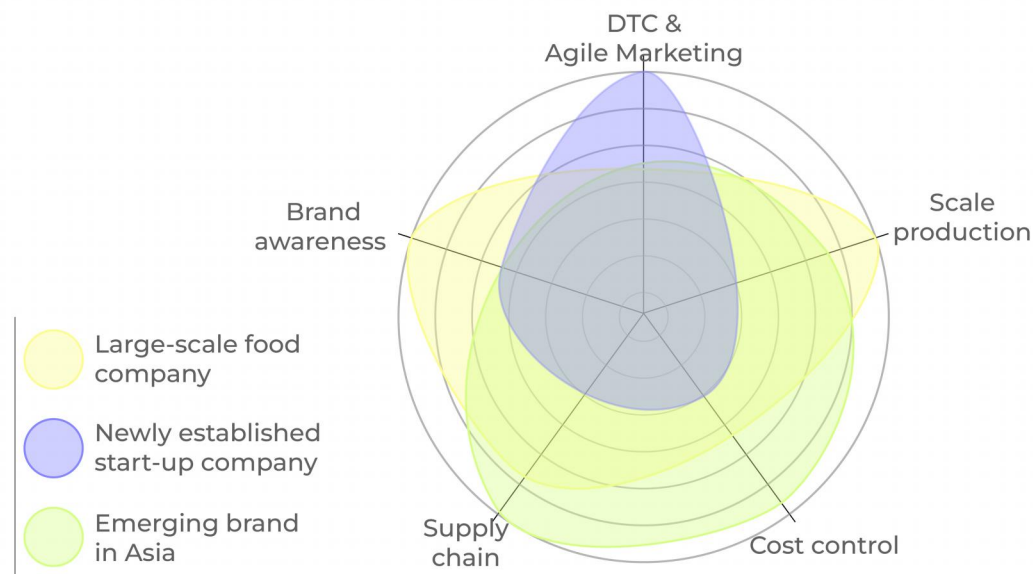 DTC &
Agile Marketing
Brand
awareness
Scale
production
Large-scale food
company
Newly established
start-up company
Emerging brand
in Asia
Supply
chain
Cost control